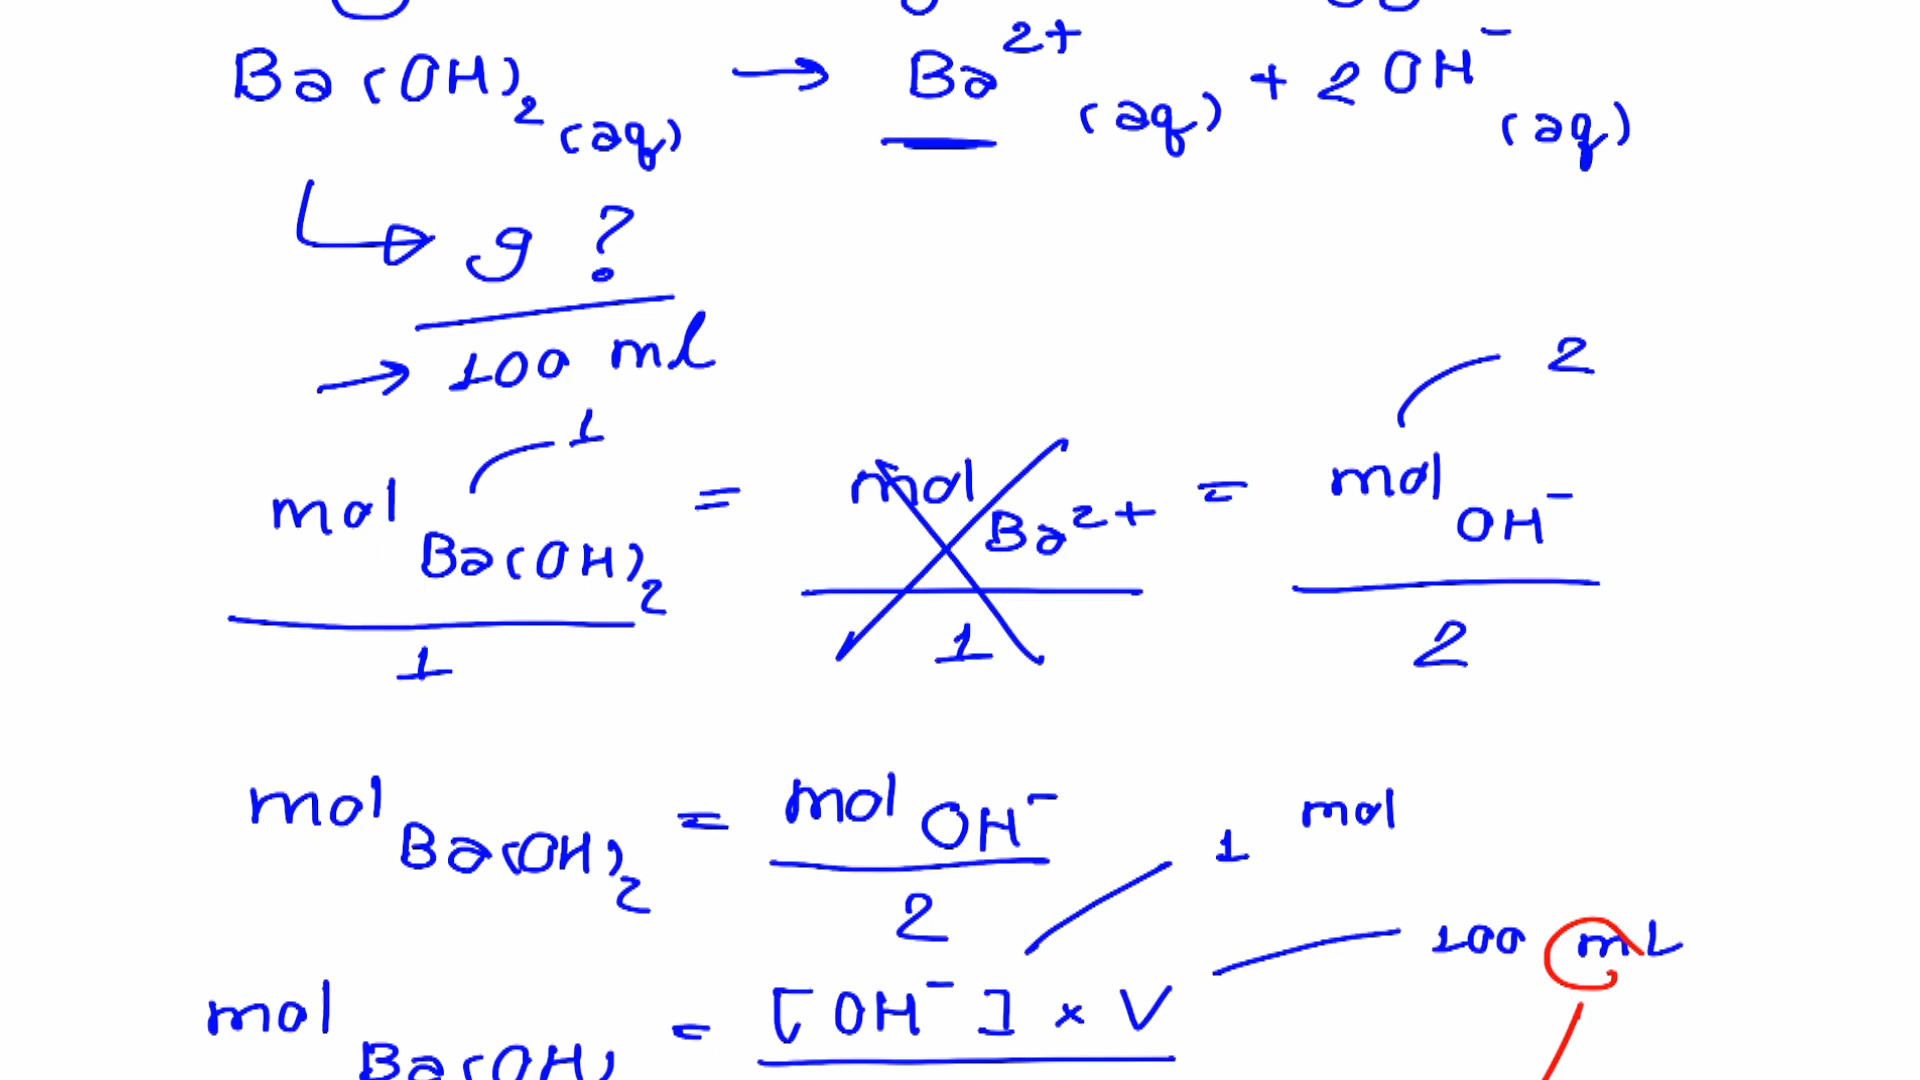 Ba(OH)₂(aq) → Ba²⁺(aq) + 2OH⁻(aq)
g ?
→ 100 ml
1
2
mol Ba(OH)₂ = mol Ba²⁺ = mol OH⁻
1 1 2
mol Ba(OH)₂ = mol OH⁻
2
1 mol
100 mL
mol Ba(OH) = [OH⁻] × V